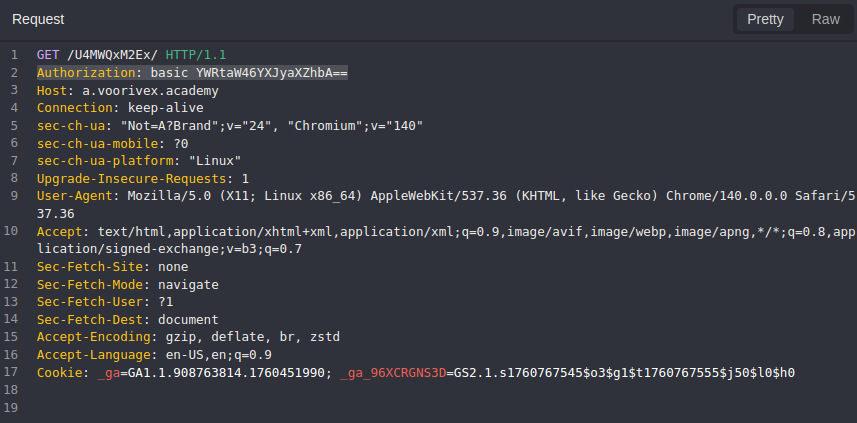 Request
Pretty
Raw
1 GET /U4MWQxM2Ex/ HTTP/1.1
2 Authorization: basic YWRtaW46YXJyaXZhbA==
3 Host: a.voorivex.academy
4 Connection: keep-alive
5 sec-ch-ua: "Not=A?Brand";v="24", "Chromium";v="140"
6 sec-ch-ua-mobile: ?0
7 sec-ch-ua-platform: "Linux"
8 Upgrade-Insecure-Requests: 1
9 User-Agent: Mozilla/5.0 (X11; Linux x86_64) AppleWebKit/537.36 (KHTML, like Gecko) Chrome/140.0.0.0 Safari/5
37.36
10 Accept: text/html,application/xhtml+xml,application/xml;q=0.9,image/avif,image/webp,image/apng,*/*;q=0.8,app
lication/signed-exchange;v=b3;q=0.7
11 Sec-Fetch-Site: none
12 Sec-Fetch-Mode: navigate
13 Sec-Fetch-User: ?1
14 Sec-Fetch-Dest: document
15 Accept-Encoding: gzip, deflate, br, zstd
16 Accept-Language: en-US,en;q=0.9
17 Cookie: _ga=GA1.1.908763814.1760451990; _ga_96XCRGNS3D=GS2.1.s1760767545$o3$g1$t1760767555$j50$l0$h0
18
19